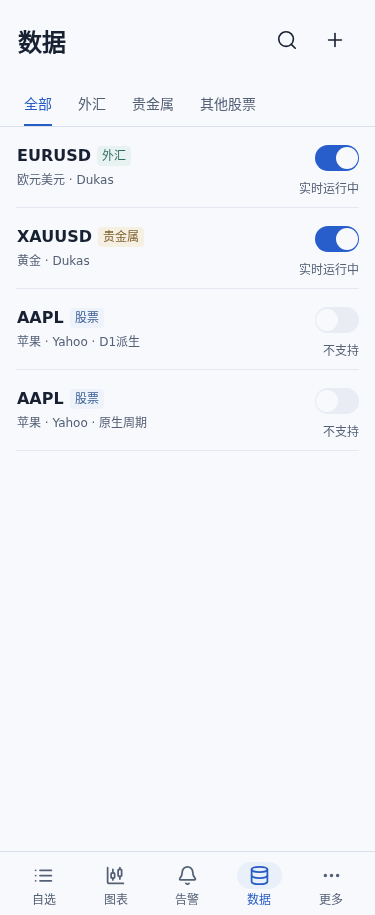 数据
全部 外汇 贵金属 其他股票
EURUSD 外汇
欧元美元 · Dukas
实时运行中
XAUUSD 贵金属
黄金 · Dukas
实时运行中
AAPL 股票
苹果 · Yahoo · D1派生
不支持
AAPL 股票
苹果 · Yahoo · 原生周期
不支持
自选 图表 告警 数据 更多